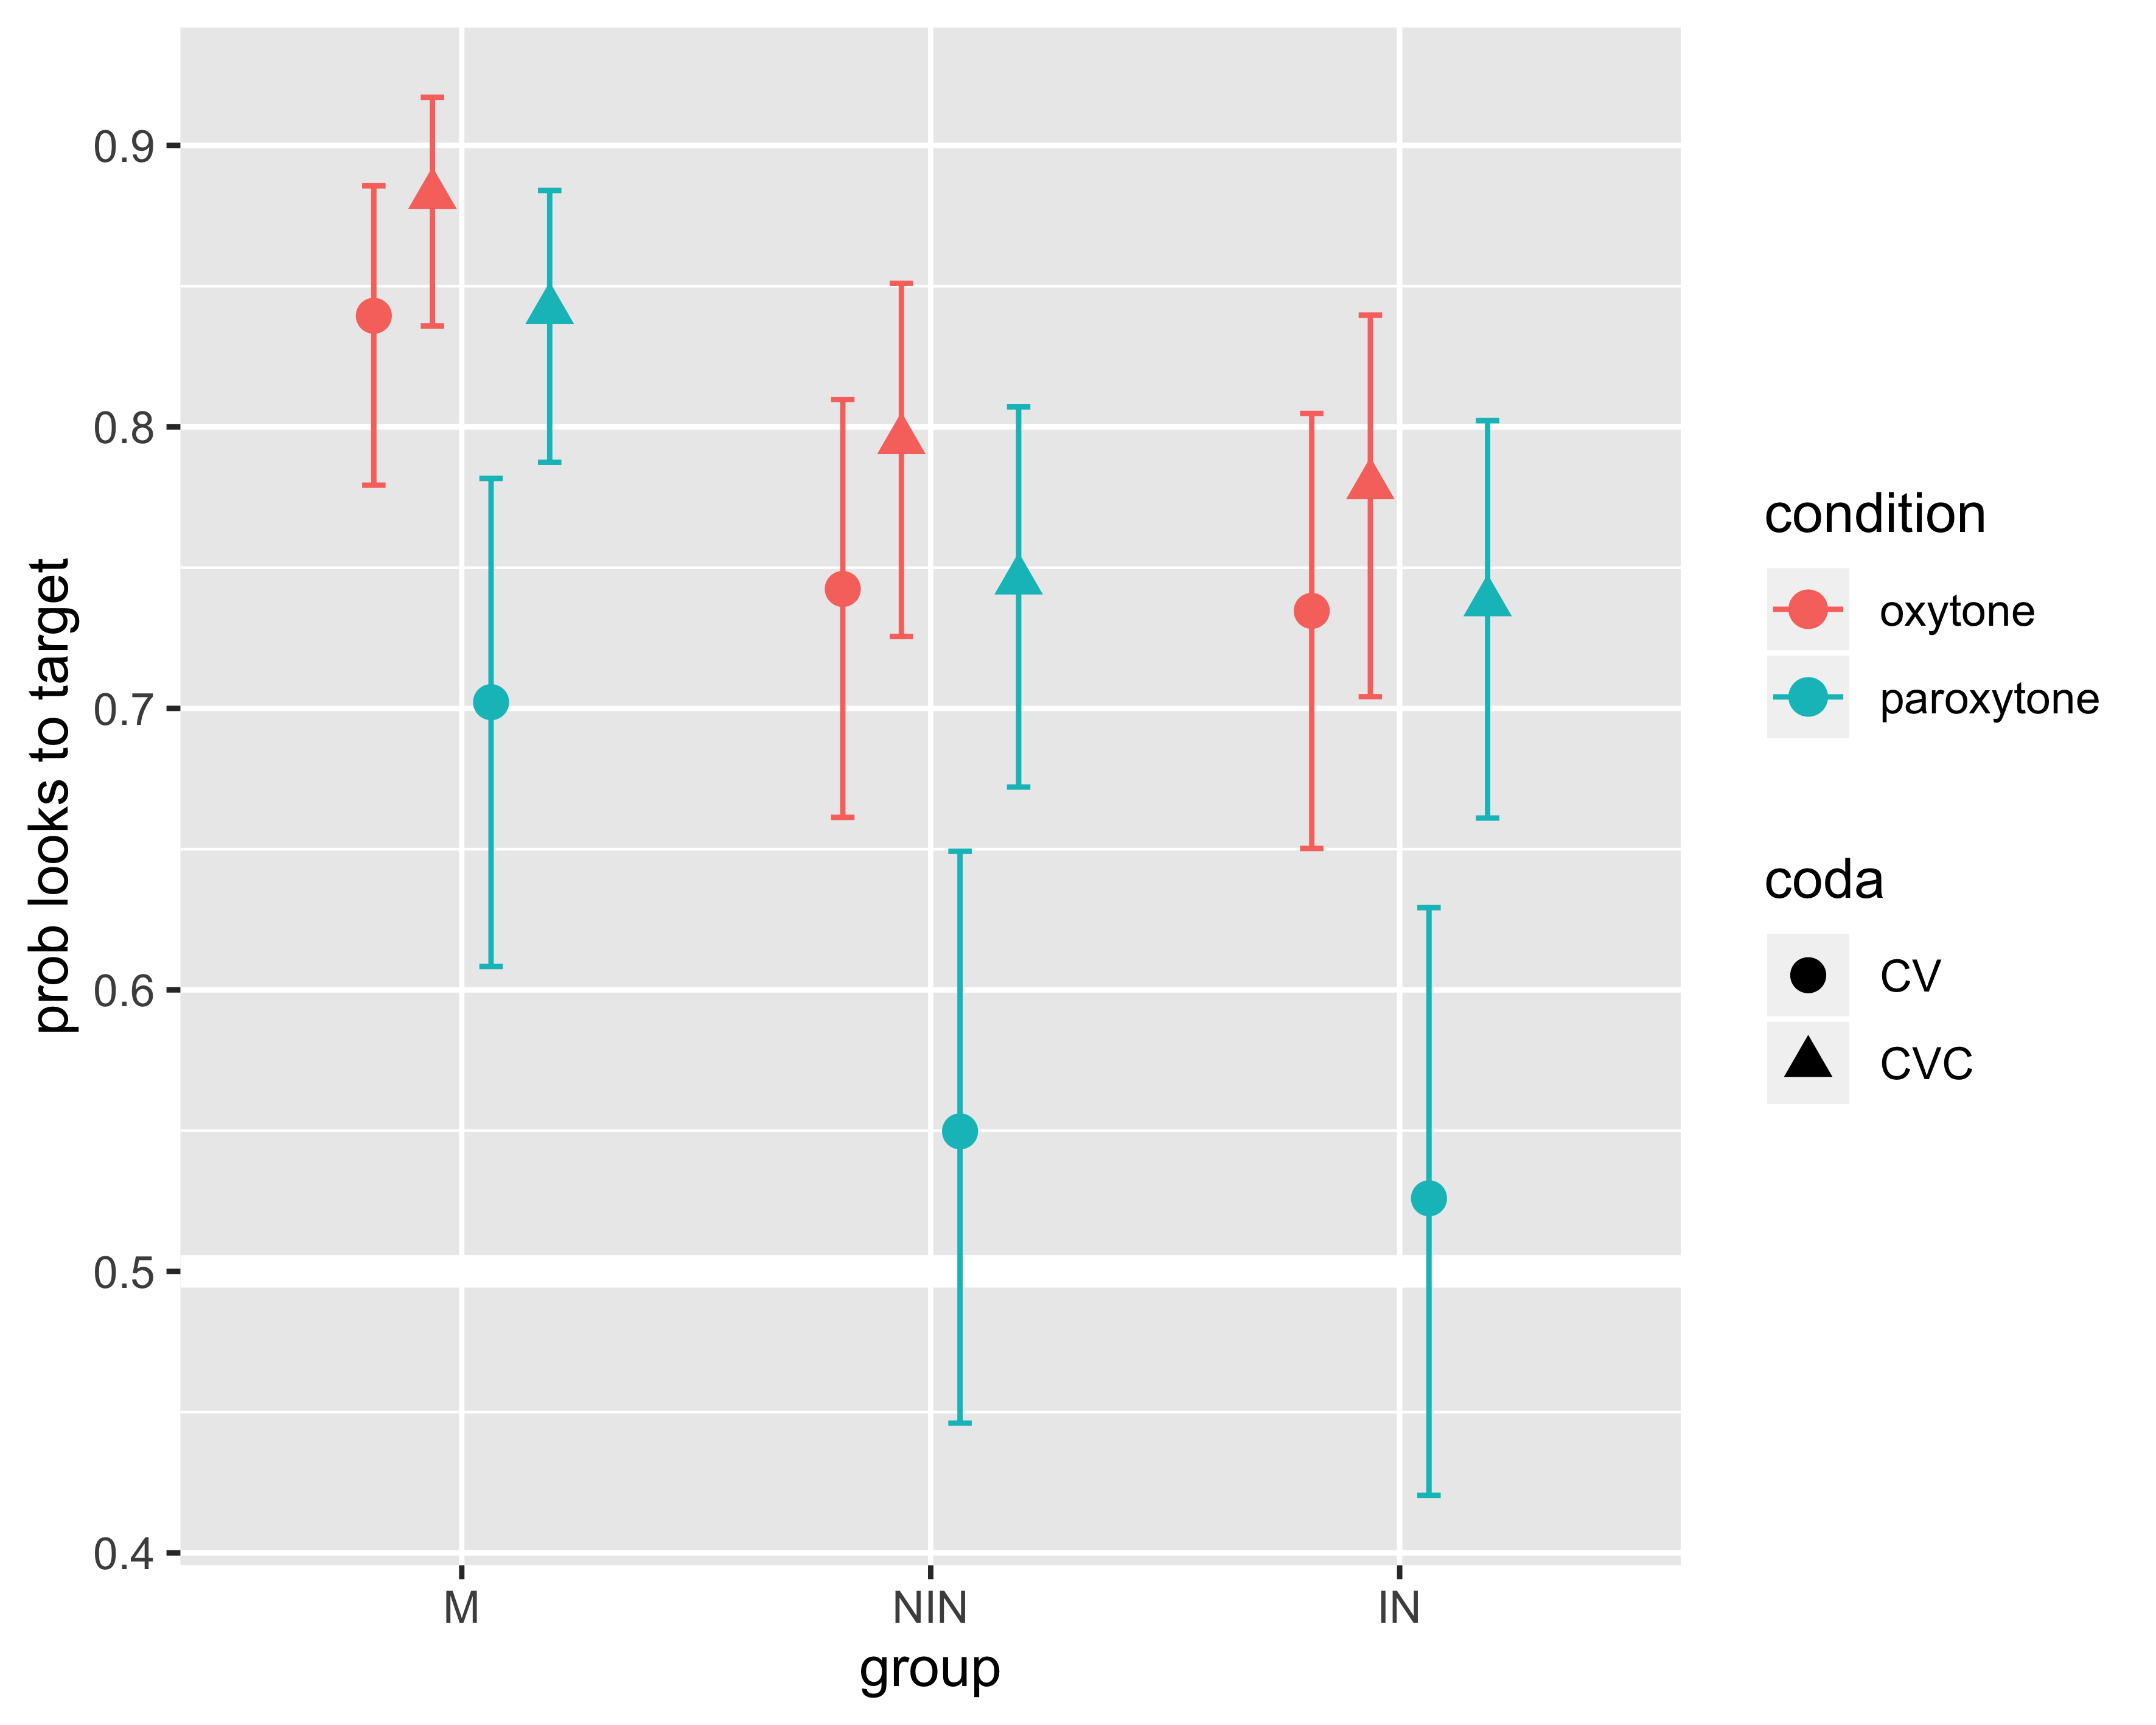 prob looks to target
0.9
0.8
0.7
0.6
0.5
0.4
M
NIN
IN
group
condition
oxytone
paroxytone
coda
CV
CVC